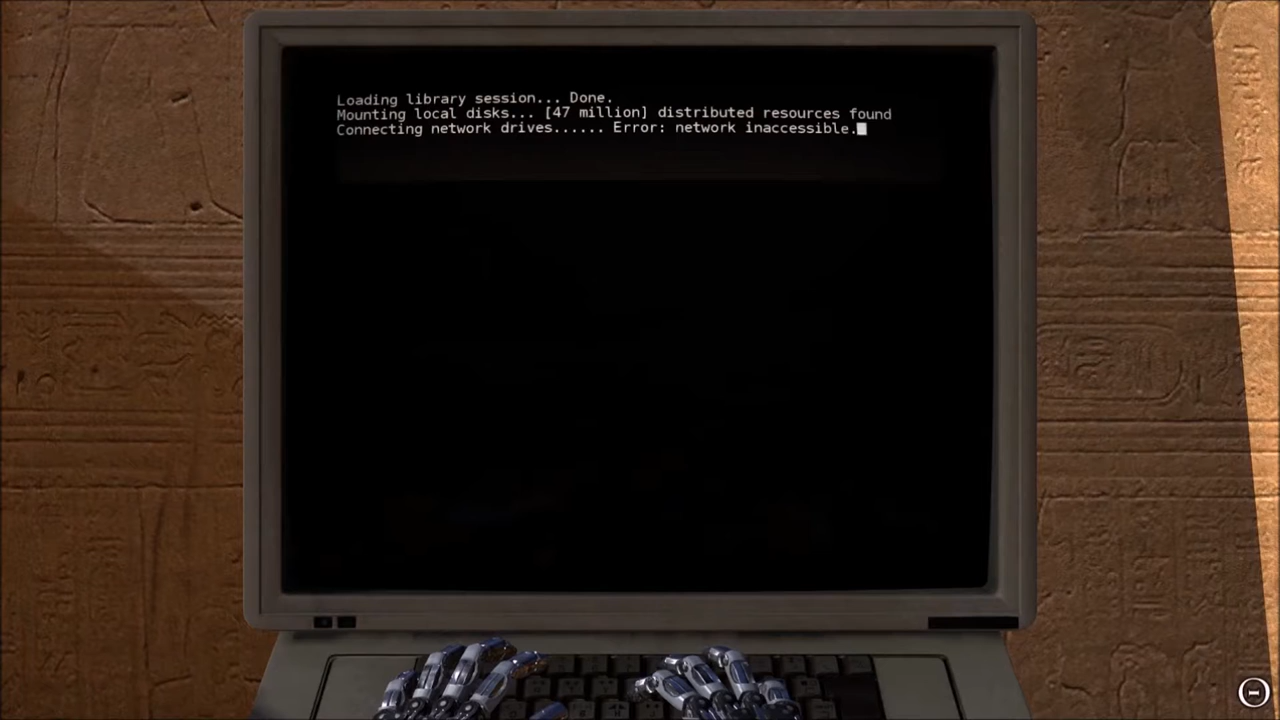 Loading library session... Done.
Mounting local disks... [47 million] distributed resources found
Connecting network drives...... Error: network inaccessible.